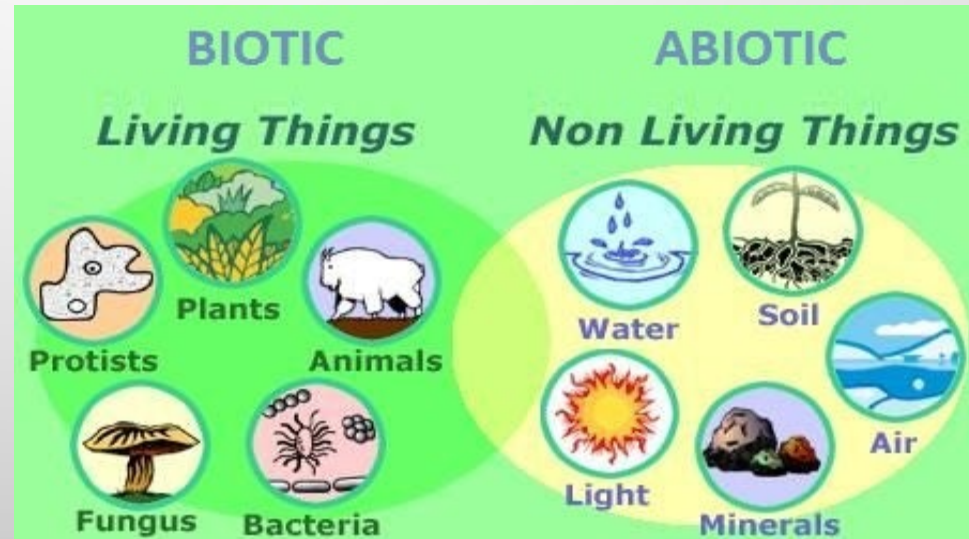 BIOTIC
Living Things
Plants
Protists
Animals
Fungus
Bacteria
ABIOTIC
Non Living Things
Water
Soil
Air
Light
Minerals